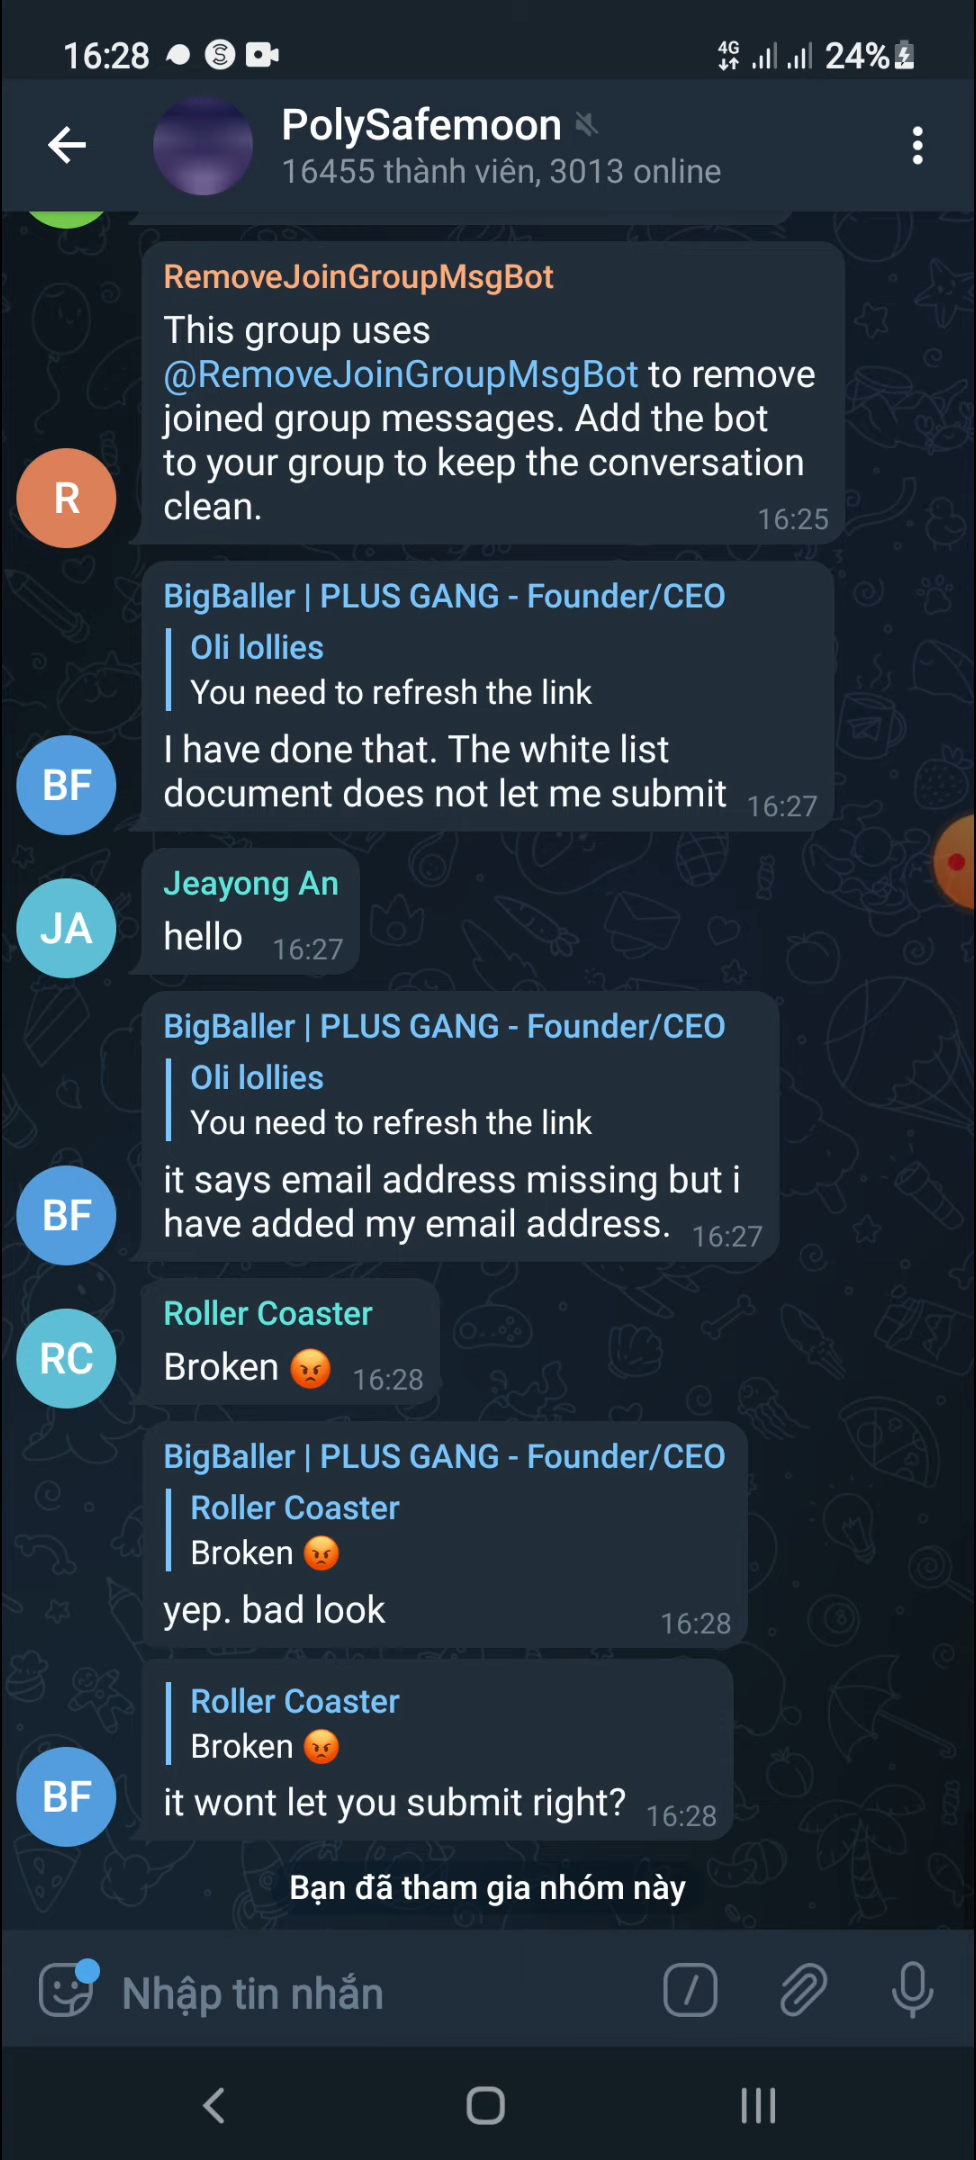 16:28
4G
24%
PolySafemoon
16455 thành viên, 3013 online
RemoveJoinGroupMsgBot
This group uses
@RemoveJoinGroupMsgBot to remove
joined group messages. Add the bot
to your group to keep the conversation
clean.
16:25
R
BigBaller | PLUS GANG - Founder/CEO
Oli lollies
You need to refresh the link
I have done that. The white list
document does not let me submit
16:27
BF
Jeayong An
hello
16:27
JA
BigBaller | PLUS GANG - Founder/CEO
Oli lollies
You need to refresh the link
it says email address missing but i
have added my email address.
16:27
BF
Roller Coaster
Broken 😡
16:28
RC
BigBaller | PLUS GANG - Founder/CEO
Roller Coaster
Broken 😡
yep. bad look
16:28
Roller Coaster
Broken 😡
it wont let you submit right?
16:28
BF
Bạn đã tham gia nhóm này
Nhập tin nhắn